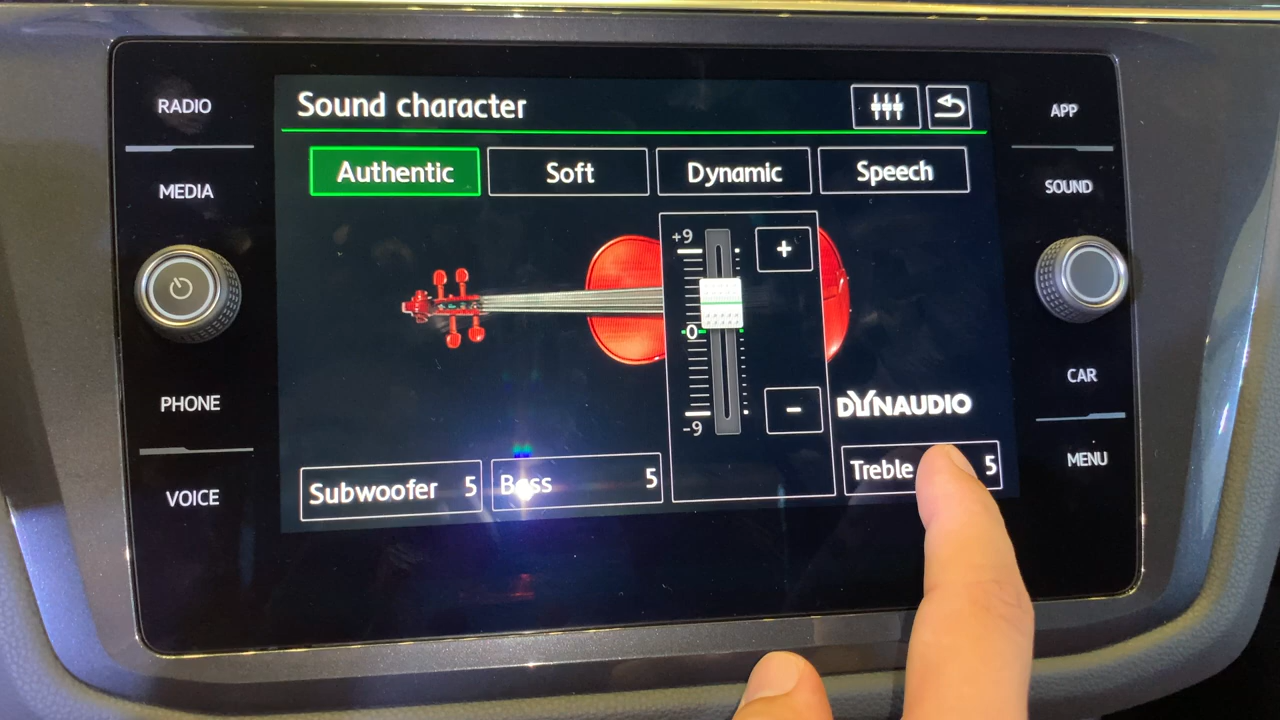 RADIO
MEDIA
PHONE
VOICE
Sound character
Authentic
Soft
Dynamic
Speech
+9
+
0
-
-9
DYNAUDIO
Subwoofer 5
Bass 5
Treble 5
APP
SOUND
CAR
MENU